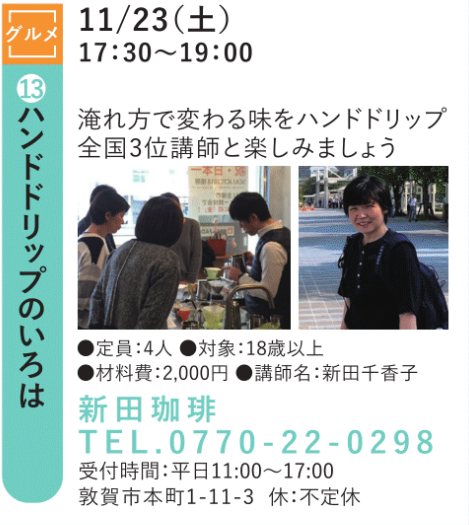 グルメ
⑬ハンドドリップのいろは
11/23(土)
17:30〜19:00
淹れ方で変わる味をハンドドリップ
全国3位講師と楽しみましょう
●定員:4人 ●対象:18歳以上
●材料費:2,000円 ●講師名:新田千香子
新田珈琲
TEL.0770-22-0298
受付時間:平日11:00〜17:00
敦賀市本町1-11-3 休:不定休